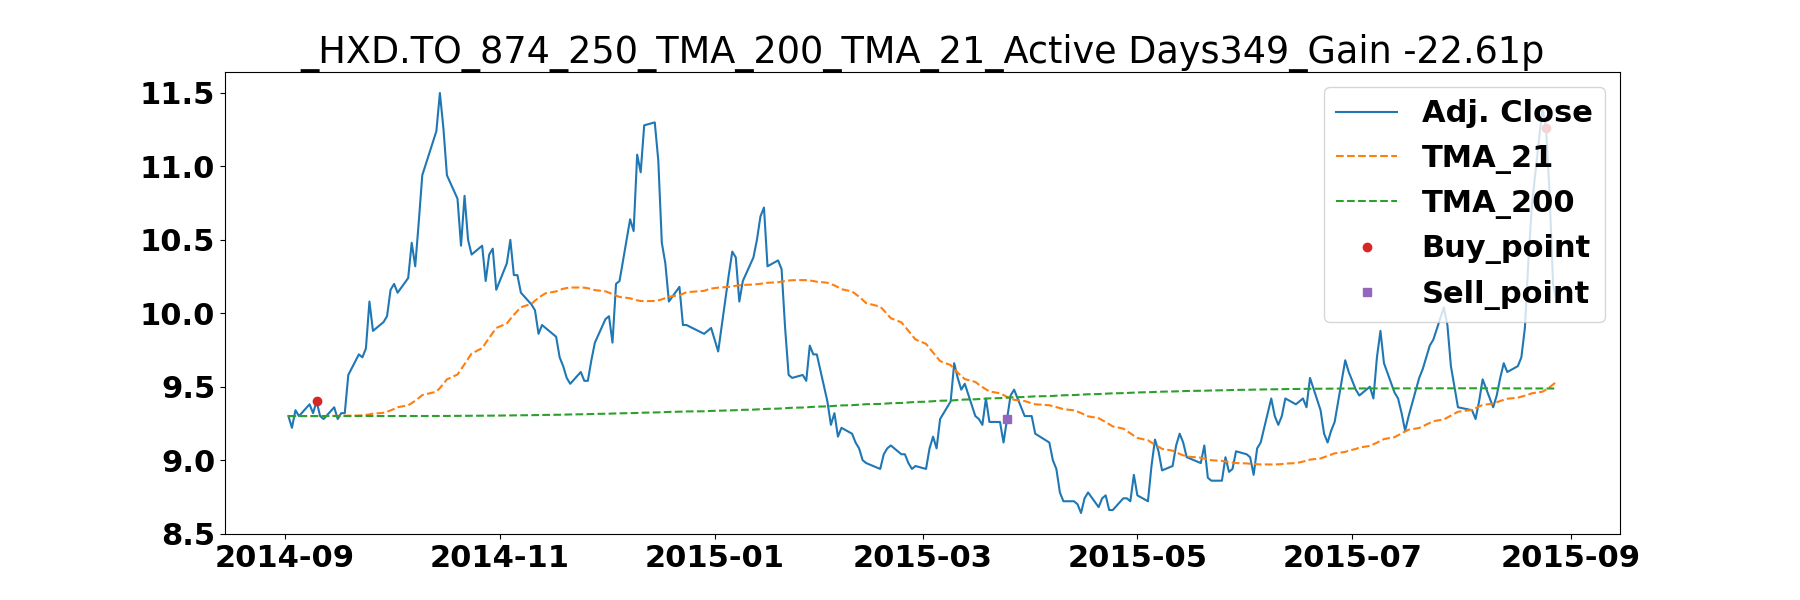 _HXD.TO_874_250_TMA_200_TMA_21_Active Days349_Gain -22.61p
11.5
11.0
10.5
10.0
9.5
9.0
8.5
Adj. Close
TMA_21
TMA_200
Buy_point
Sell_point
2014-09 2014-11 2015-01 2015-03 2015-05 2015-07 2015-09